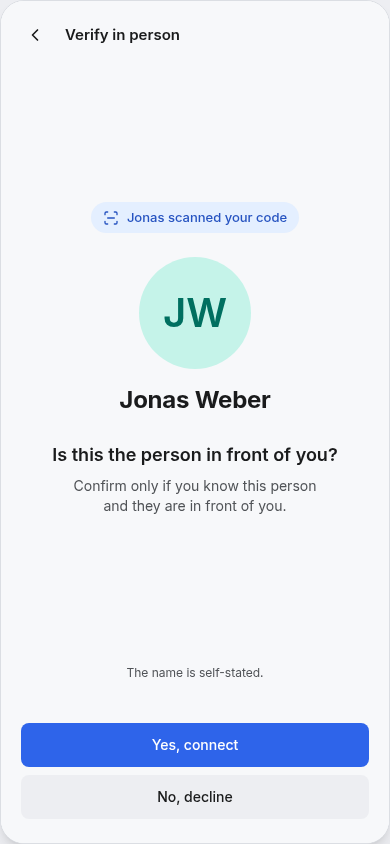 Verify in person
Jonas scanned your code
JW
Jonas Weber
Is this the person in front of you?
Confirm only if you know this person
and they are in front of you.
The name is self-stated.
Yes, connect
No, decline